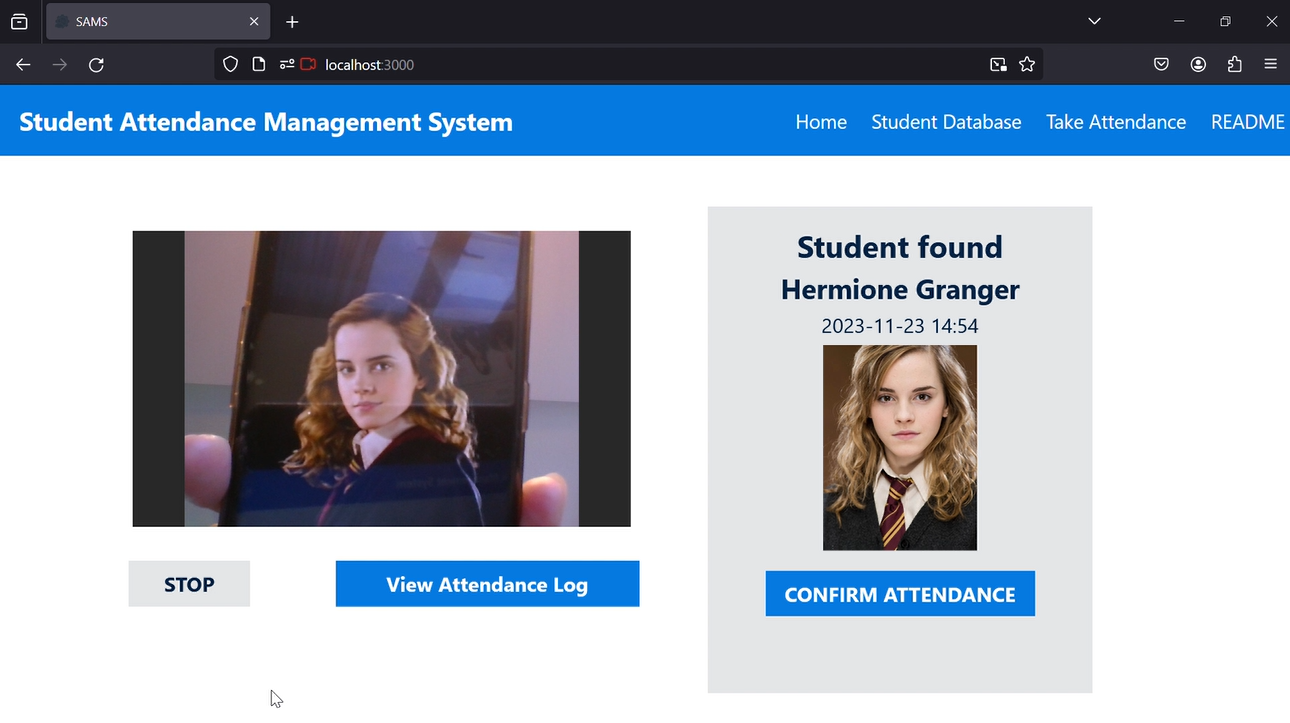 SAMS
localhost:3000
Student Attendance Management System
Home Student Database Take Attendance README
Student found
Hermione Granger
2023-11-23 14:54
STOP
View Attendance Log
CONFIRM ATTENDANCE